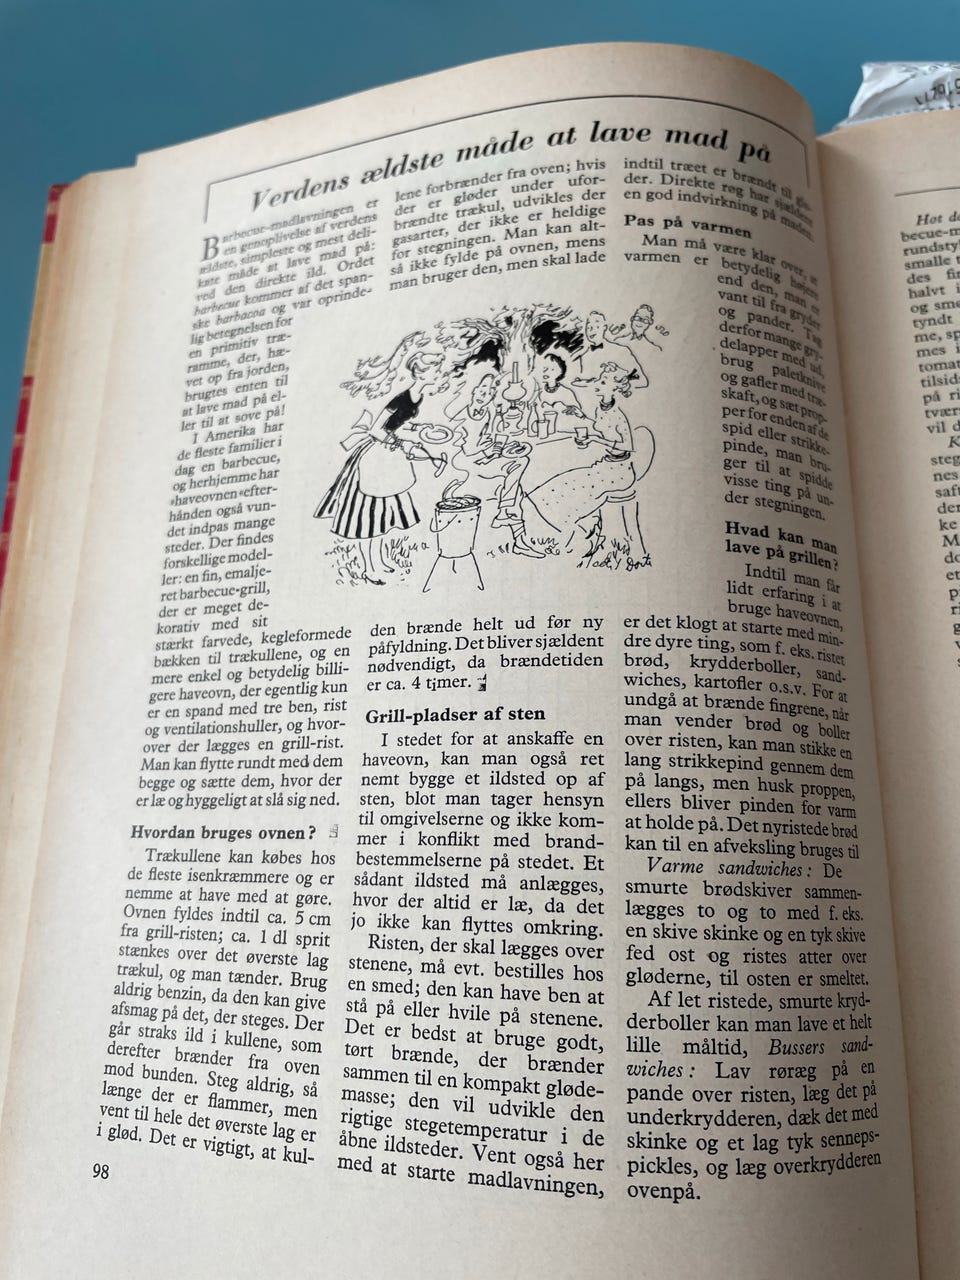 Verdens ældste måde at lave mad på
Barbecue-madlavningen er
en genoplivelse af verdens
ældste, simpleste og mest deli-
kate måde at lave mad på:
ved den direkte ild. Ordet
barbecue kommer af det span-
ske barbacoa og var oprinde-
lig betegnelsen for
en primitiv træ-
ramme, der, hæ-
vet op fra jorden,
brugtes enten til
at lave mad på el-
ler til at sove på!
I Amerika har
de fleste familier i
dag en barbecue,
og herhjemme har
»haveovnen« efter-
hånden også vun-
det indpas mange
steder. Der findes
forskellige model-
ler: en fin, emalje-
ret barbecue-grill,
der er meget de-
korativ med sit
stærkt farvede, kegleformede
bækken til trækullene, og en
mere enkel og betydelig billi-
gere haveovn, der egentlig kun
er en spand med tre ben, rist
og ventilationshuller, og hvor-
over der lægges en grill-rist.
Man kan flytte rundt med dem
begge og sætte dem, hvor der
er læ og hyggeligt at slå sig ned.
Hvordan bruges ovnen?
Trækullene kan købes hos
de fleste isenkræmmere og er
nemme at have med at gøre.
Ovnen fyldes indtil ca. 5 cm
fra grill-risten; ca. 1 dl sprit
stænkes over det øverste lag
trækul, og man tænder. Brug
aldrig benzin, da den kan give
afsmag på det, der steges. Der
går straks ild i kullene, som
derefter brænder fra oven
mod bunden. Steg aldrig, så
længe der er flammer, men
vent til hele det øverste lag er
i glød. Det er vigtigt, at kul-
98
lene forbrænder fra oven; hvis
der er gløder under ufor-
brændte trækul, udvikles der
gasarter, der ikke er heldige
for stegningen. Man kan alt-
så ikke fylde på ovnen, mens
man bruger den, men skal lade
den brænde helt ud før ny
påfyldning. Det bliver sjældent
nødvendigt, da brændetiden
er ca. 4 timer.
Grill-pladser af sten
I stedet for at anskaffe en
haveovn, kan man også ret
nemt bygge et ildsted op af
sten, blot man tager hensyn
til omgivelserne og ikke kom-
mer i konflikt med brand-
bestemmelserne på stedet. Et
sådant ildsted må anlægges,
hvor der altid er læ, da det
jo ikke kan flyttes omkring.
Risten, der skal lægges over
stenene, må evt. bestilles hos
en smed; den kan have ben at
stå på eller hvile på stenene.
Det er bedst at bruge godt,
tørt brænde, der brænder
sammen til en kompakt gløde-
masse; den vil udvikle den
rigtige stegetemperatur i de
åbne ildsteder. Vent også her
med at starte madlavningen,
indtil træet er brændt til glø-
der. Direkte røg har sjældent
en god indvirkning på maden.
Pas på varmen
Man må være klar over, at
varmen er betydelig højere
end den, man er
vant til fra gryder
og pander. Tag
derfor mange gry-
delapper med ud,
brug paletknive
og gafler med træ-
skaft, og sæt prop-
per for enden af de
spid eller strikke-
pinde, man bru-
ger til at spidde
visse ting på un-
der stegningen.
Hvad kan man
lave på grillen?
Indtil man får
lidt erfaring i at
bruge haveovnen,
er det klogt at starte med min-
dre dyre ting, som f. eks. ristet
brød, krydderboller, sand-
wiches, kartofler o.s.v. For at
undgå at brænde fingrene, når
man vender brød og boller
over risten, kan man stikke en
lang strikkepind gennem dem
på langs, men husk proppen,
ellers bliver pinden for varm
at holde på. Det nyristede brød
kan til en afveksling bruges til
Varme sandwiches: De
smurte brødskiver sammen-
lægges to og to med f. eks.
en skive skinke og en tyk skive
fed ost og ristes atter over
gløderne, til osten er smeltet.
Af let ristede, smurte kryd-
derboller kan man lave et helt
lille måltid, Bussers sand-
wiches: Lav røræg på en
pande over risten, læg det på
underkrydderen, dæk det med
skinke og et lag tyk senneps-
pickles, og læg overkrydderen
ovenpå.